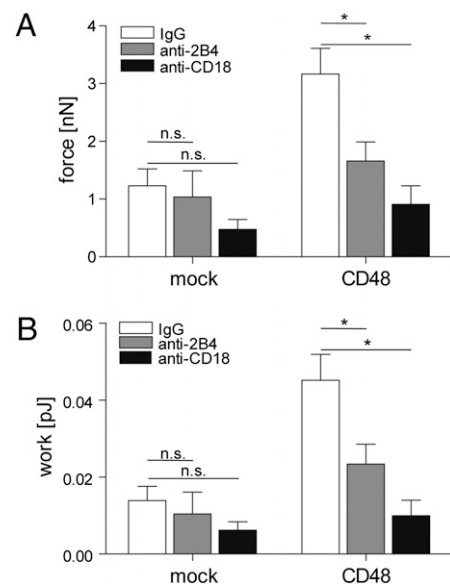 A
IgG
anti-2B4
anti-CD18
force [nN]
4
3
2
1
0
n.s.
n.s.
*
*
mock
CD48
B
IgG
anti-2B4
anti-CD18
work [pJ]
0.06
0.04
0.02
0.00
n.s.
n.s.
*
*
mock
CD48